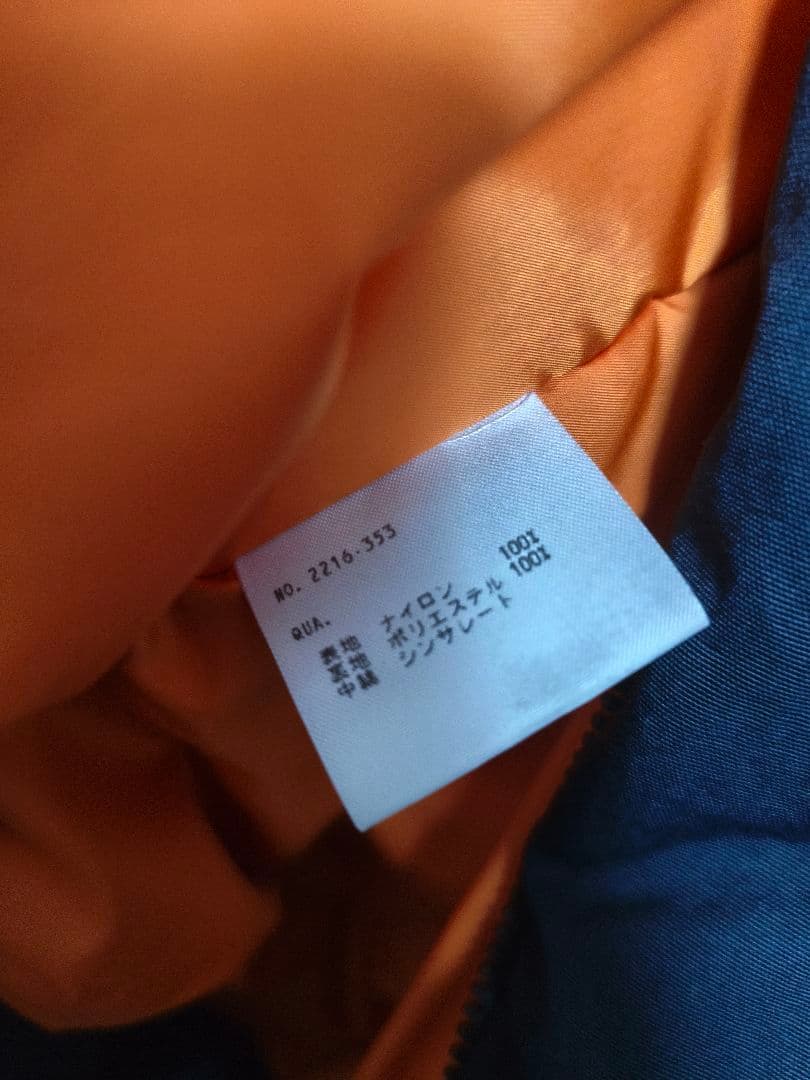 NO. 2216-353
QUA.
表地 ナイロン 100%
裏地 ポリエステル 100%
中綿 シンサレート